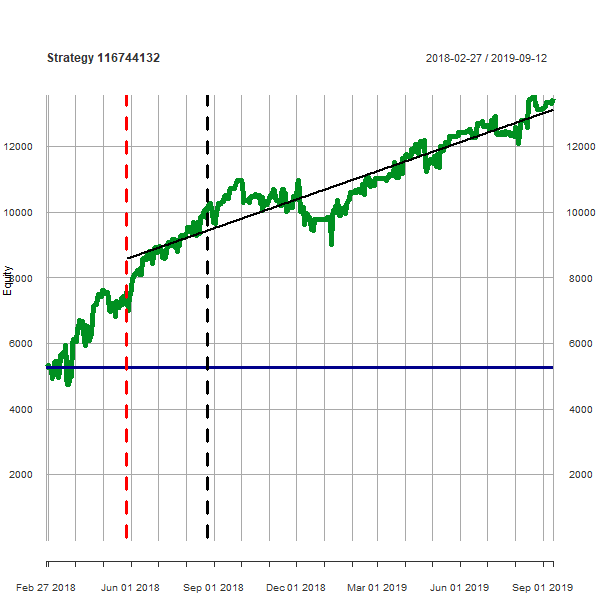 Strategy 116744132
2018-02-27 / 2019-09-12
12000
12000
10000
10000
8000
8000
Equity
6000
6000
4000
4000
2000
2000
Feb 27 2018
Jun 01 2018
Sep 01 2018
Dec 01 2018
Mar 01 2019
Jun 01 2019
Sep 01 2019